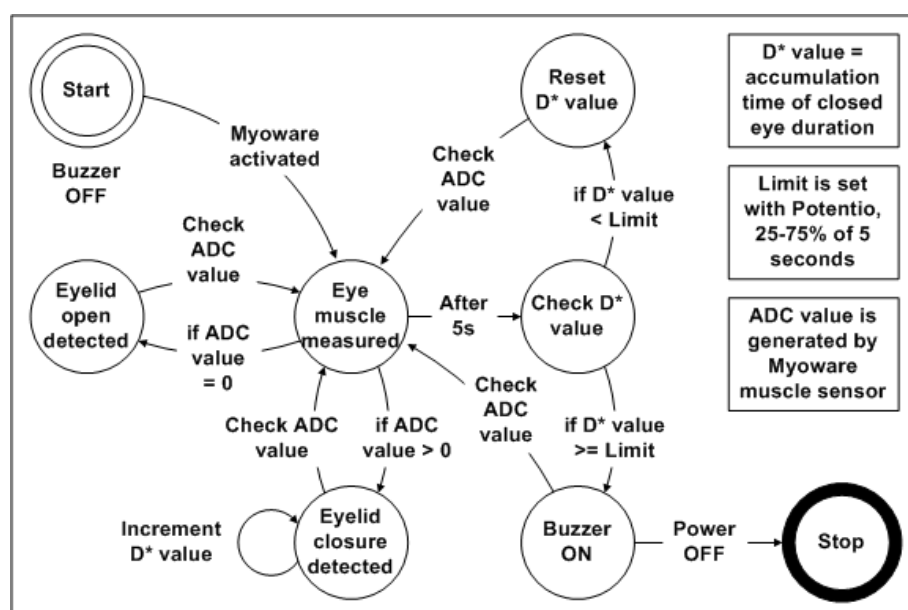 Start
Buzzer
OFF
Myoware
activated
Reset
D* value
Check
ADC
value
if D* value
< Limit
D* value =
accumulation
time of closed
eye duration
Limit is set
with Potentio,
25-75% of 5
seconds
ADC value is
generated by
Myoware
muscle sensor
Check
ADC
value
Eyelid
open
detected
if ADC
value
= 0
Eye
muscle
measured
After
5s
Check D*
value
Check ADC
value
if ADC
value > 0
Check
ADC
value
if D* value
>= Limit
Increment
D* value
Eyelid
closure
detected
Buzzer
ON
Power
OFF
Stop